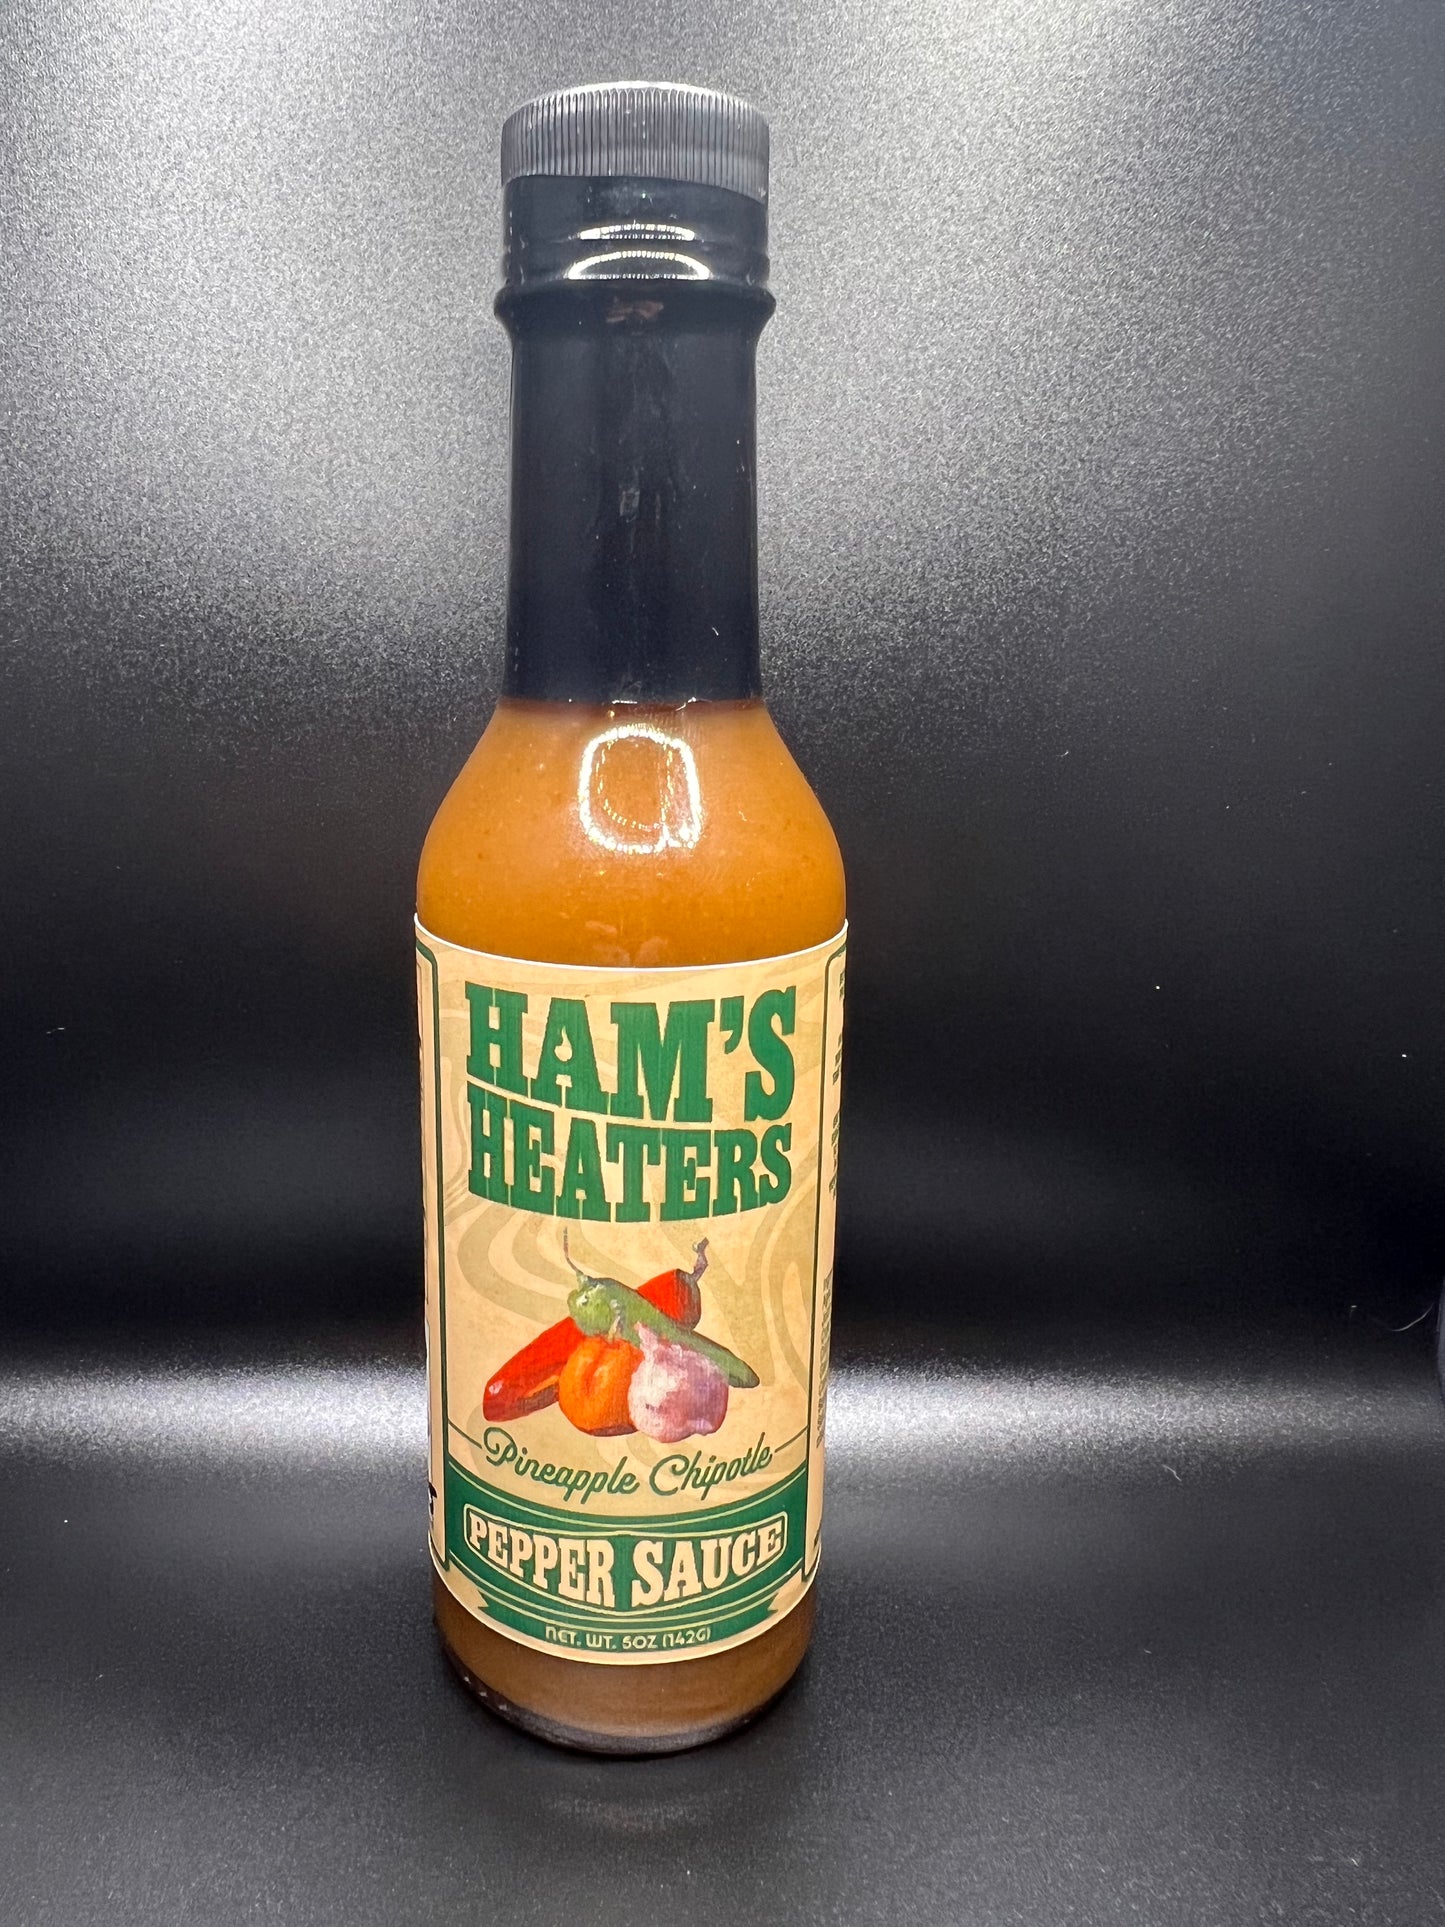 HAM'S
HEATERS
Pineapple Chipotle
PEPPER SAUCE
NET. WT. 5OZ (142G)